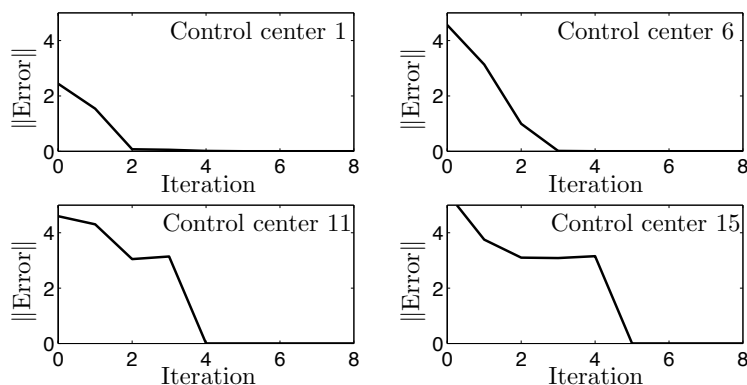 Control center 1
‖Error‖
4
2
0
0 2 4 6 8
Iteration
Control center 6
‖Error‖
4
2
0
0 2 4 6 8
Iteration
Control center 11
‖Error‖
4
2
0
0 2 4 6 8
Iteration
Control center 15
‖Error‖
4
2
0
0 2 4 6 8
Iteration